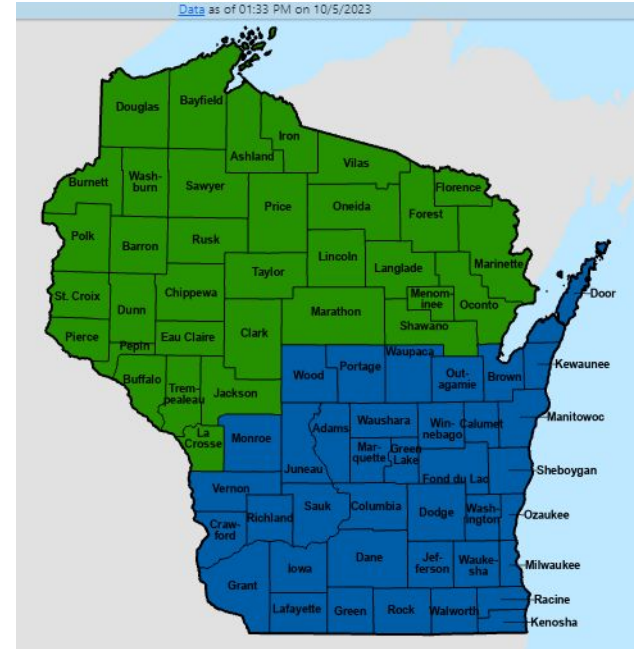 Data as of 01:33 PM on 10/5/2023
Douglas
Bayfield
Iron
Ashland
Vilas
Burnett
Wash-
burn
Sawyer
Florence
Price
Oneida
Forest
Polk
Barron
Rusk
Marinette
Lincoln
Langlade
Taylor
St. Croix
Chippewa
Menom-
inee
Oconto
Door
Dunn
Marathon
Pierce
Pepin
Eau Claire
Clark
Shawano
Waupaca
Buffalo
Trem-
pealeau
Jackson
Wood
Portage
Out-
agamie
Brown
Kewaunee
La
Crosse
Monroe
Adams
Waushara
Win-
nebago
Calumet
Manitowoc
Juneau
Mar-
quette
Green
Lake
Fond du Lac
Sheboygan
Vernon
Sauk
Columbia
Dodge
Wash-
ington
Ozaukee
Craw-
ford
Richland
Grant
Iowa
Dane
Jef-
ferson
Wauke-
sha
Milwaukee
Lafayette
Green
Rock
Walworth
Racine
Kenosha